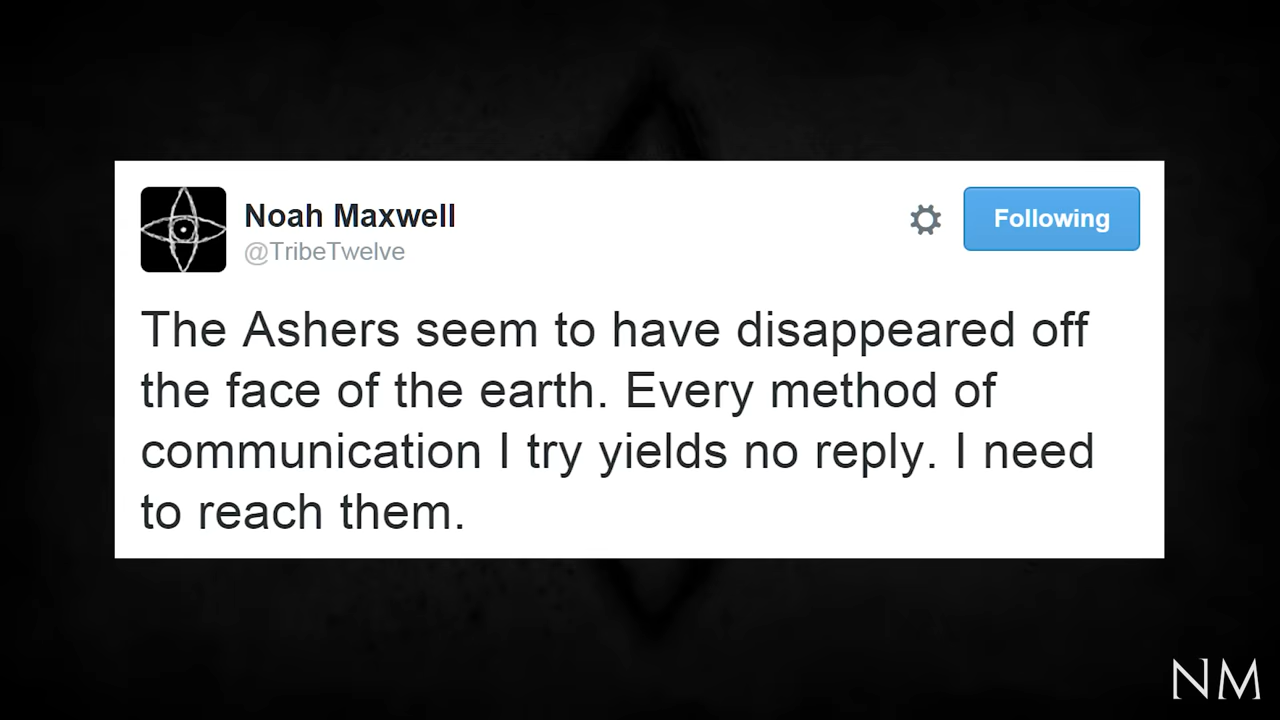 Noah Maxwell
@TribeTwelve
Following
The Ashers seem to have disappeared off
the face of the earth. Every method of
communication I try yields no reply. I need
to reach them.
NM